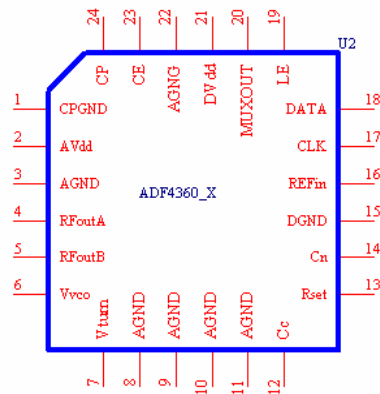 24 23 22 21 20 19
U2
CP CE AGNG DVdd MUXOUT LE
1 CPGND DATA 18
2 AVdd CLK 17
3 AGND REFin 16
ADF4360_X
4 RFoutA DGND 15
5 RFoutB Cn 14
6 Vvco Rset 13
Vturn AGND AGND AGND AGND Cc
7 8 9 10 11 12